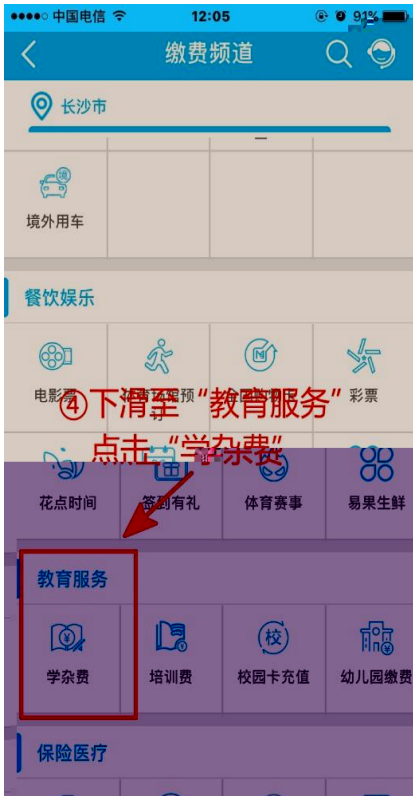 中国电信 12:05 91%
缴费频道
长沙市
境外用车
餐饮娱乐
电影票 彩票
④下滑至“教育服务”
点击“学杂费”
花点时间 签到有礼 体育赛事 易果生鲜
教育服务
学杂费 培训费 校园卡充值 幼儿园缴费
保险医疗